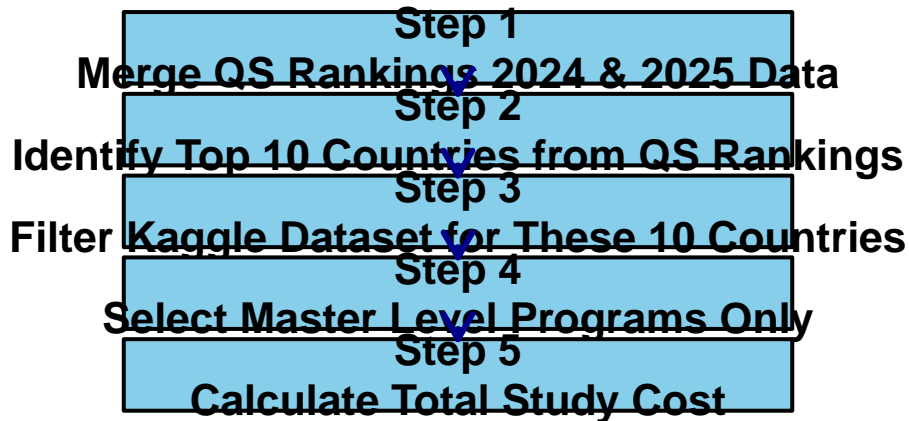 Step 1
Merge QS Rankings 2024 & 2025 Data
Step 2
Identify Top 10 Countries from QS Rankings
Step 3
Filter Kaggle Dataset for These 10 Countries
Step 4
Select Master Level Programs Only
Step 5
Calculate Total Study Cost